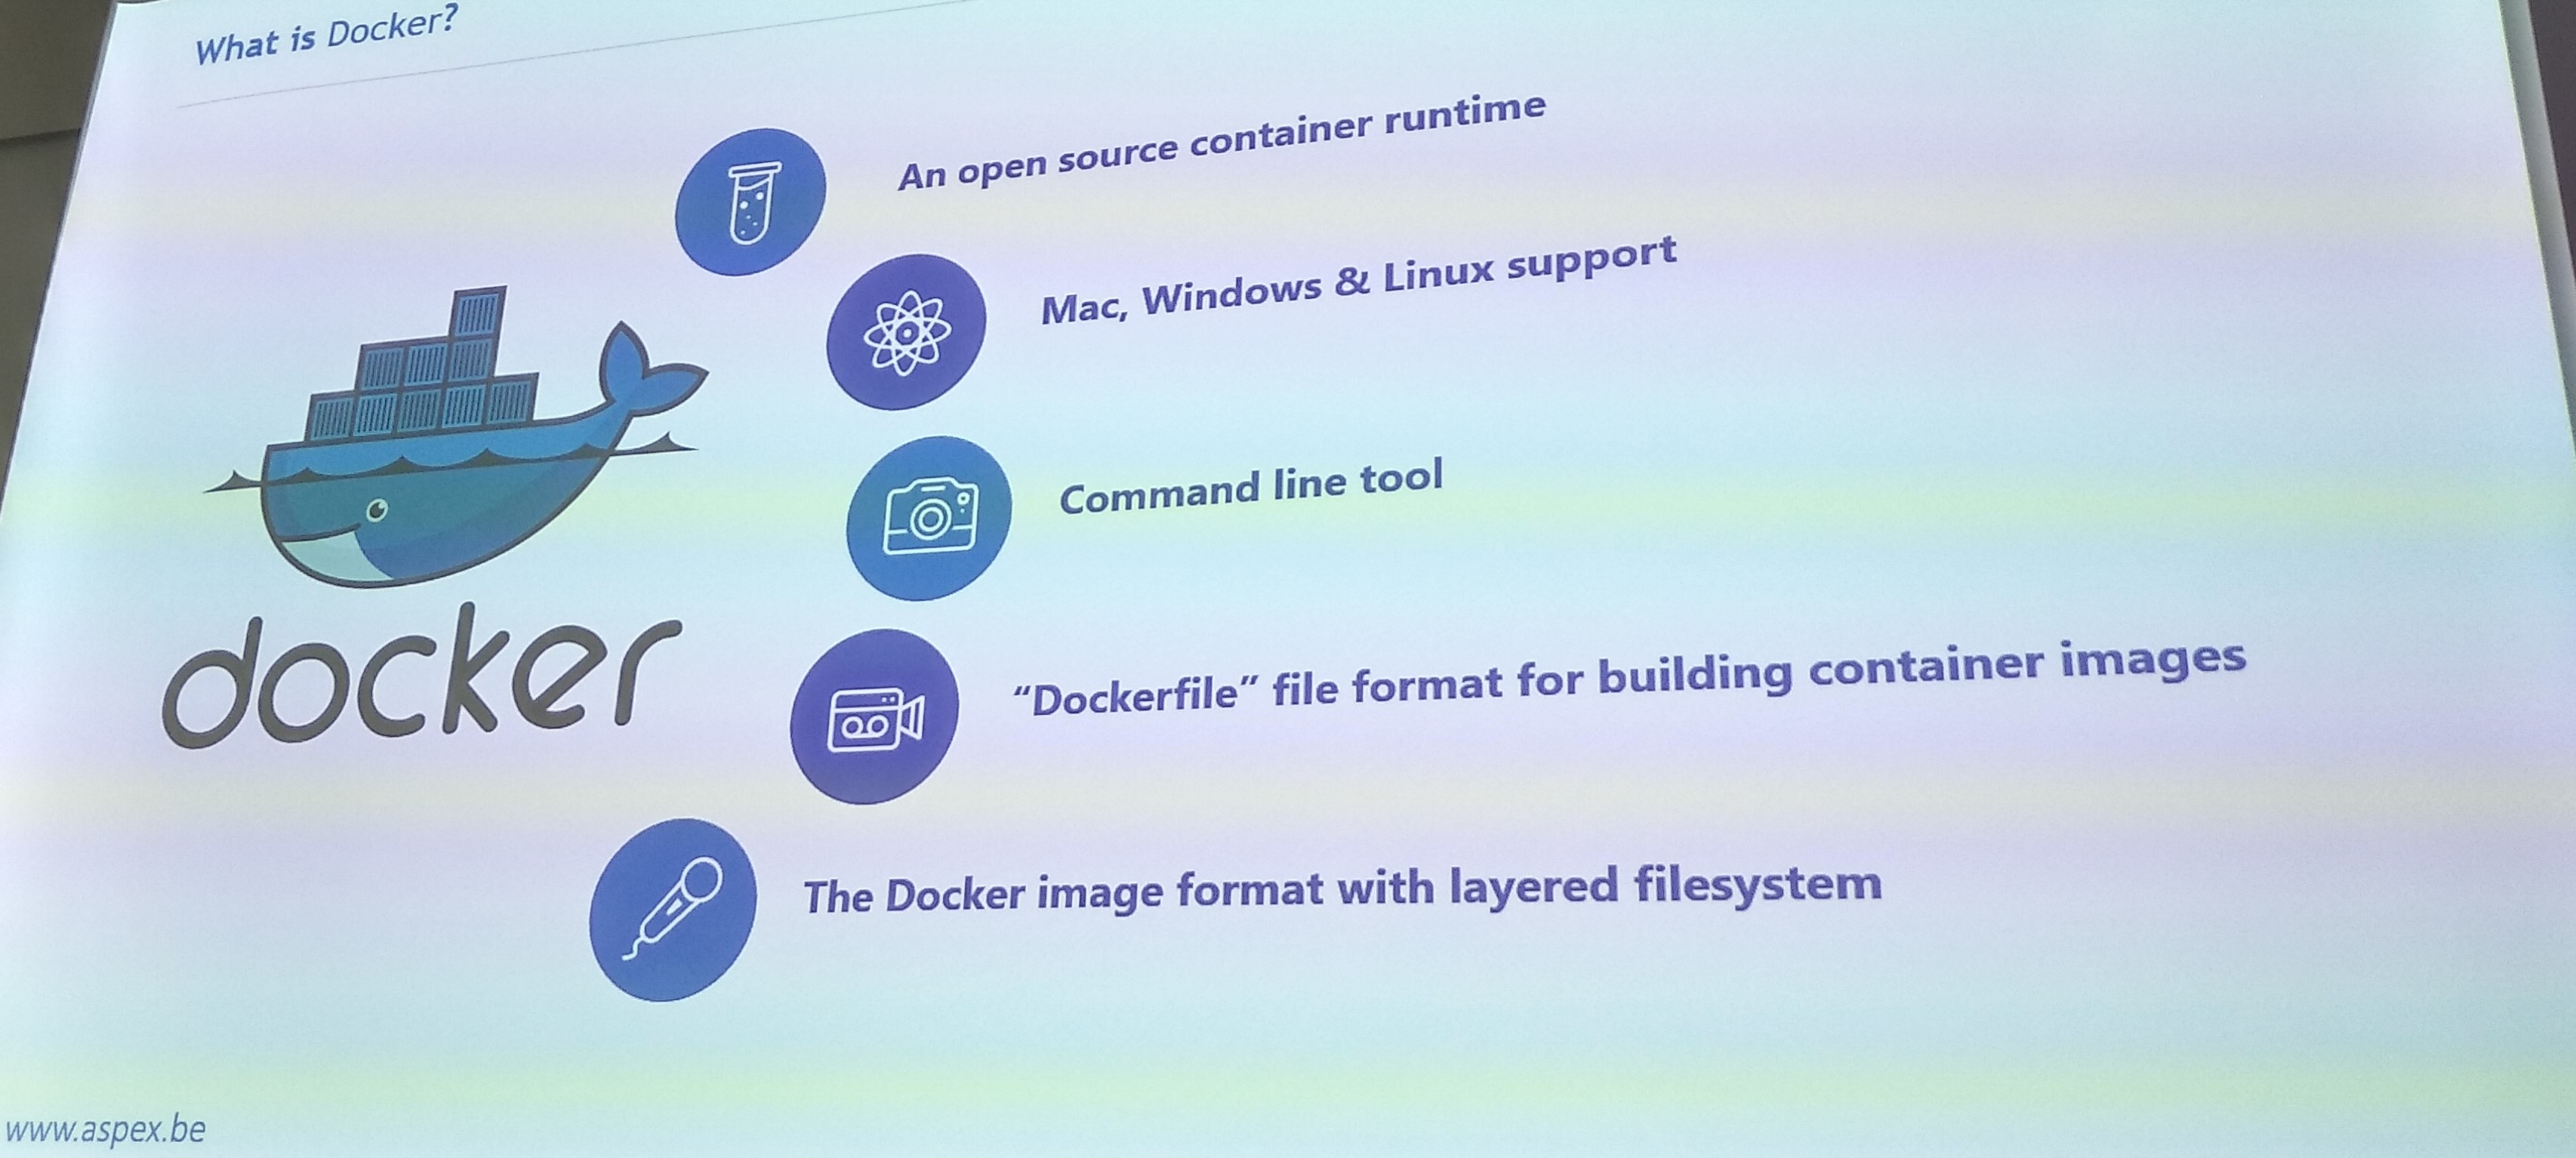 What is Docker?
An open source container runtime
Mac, Windows & Linux support
Command line tool
“Dockerfile” file format for building container images
The Docker image format with layered filesystem
docker
www.aspex.be